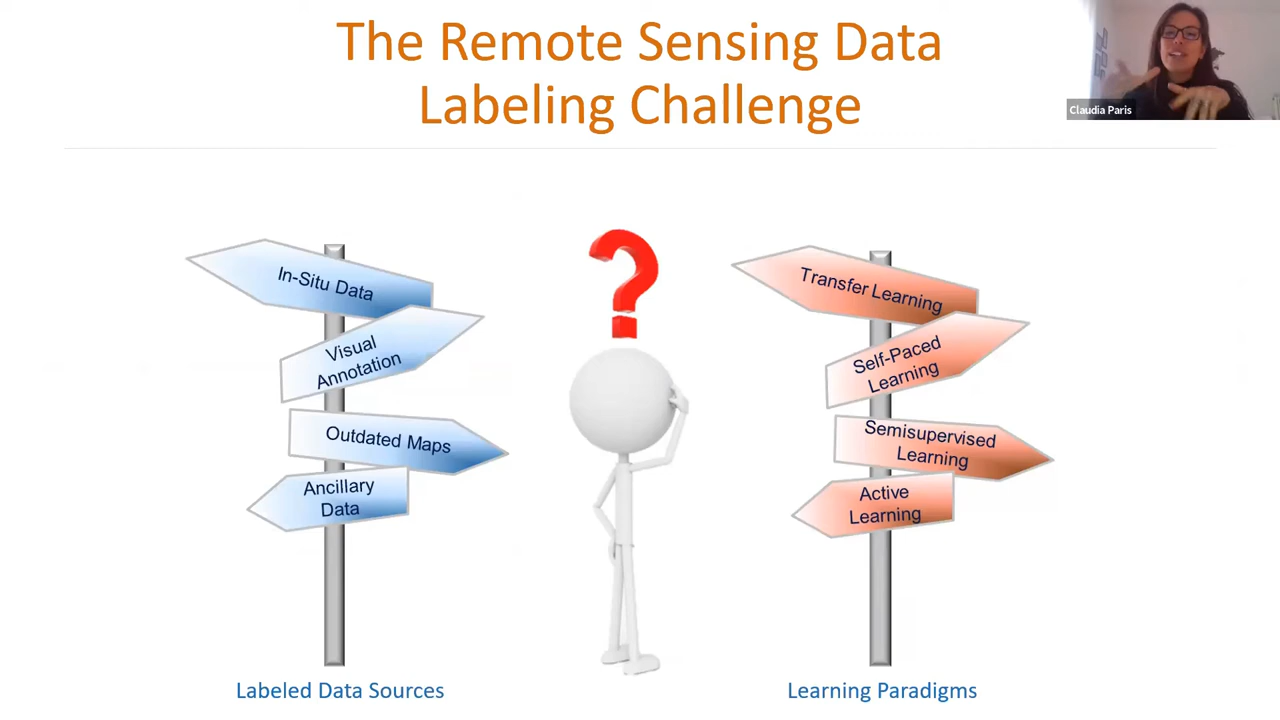 The Remote Sensing Data
Labeling Challenge
Claudia Paris
In-Situ Data
Visual
Annotation
Outdated Maps
Ancillary
Data
Transfer Learning
Self-Paced
Learning
Semisupervised
Learning
Active
Learning
Labeled Data Sources
Learning Paradigms